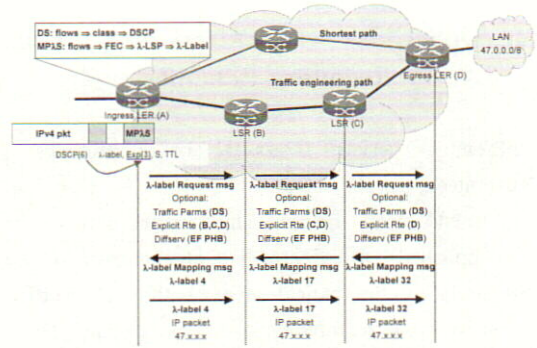 DS: flows ⇒ class ⇒ DSCP
MPλS: flows ⇒ FEC ⇒ λ-LSP ⇒ λ-Label
Shortest path
LAN
47.0.0.0/8
Traffic engineering path
Egress LER (D)
Ingress LER (A)
LSR (B)
LSR (C)
IPv4 pkt
MPλS
DSCP(6)
λ-label, Exp(3), S, TTL
λ-label Request msg
Optional:
Traffic Parms (DS)
Explicit Rte (B,C,D)
Diffserv (EF PHB)
λ-label Mapping msg
λ-label 4
λ-label 4
IP packet
47.x.x.x
λ-label Request msg
Optional:
Traffic Parms (DS)
Explicit Rte (C,D)
Diffserv (EF PHB)
λ-label Mapping msg
λ-label 17
λ-label 17
IP packet
47.x.x.x
λ-label Request msg
Optional:
Traffic Parms (DS)
Explicit Rte (D)
Diffserv (EF PHB)
λ-label Mapping msg
λ-label 32
λ-label 32
IP packet
47.x.x.x